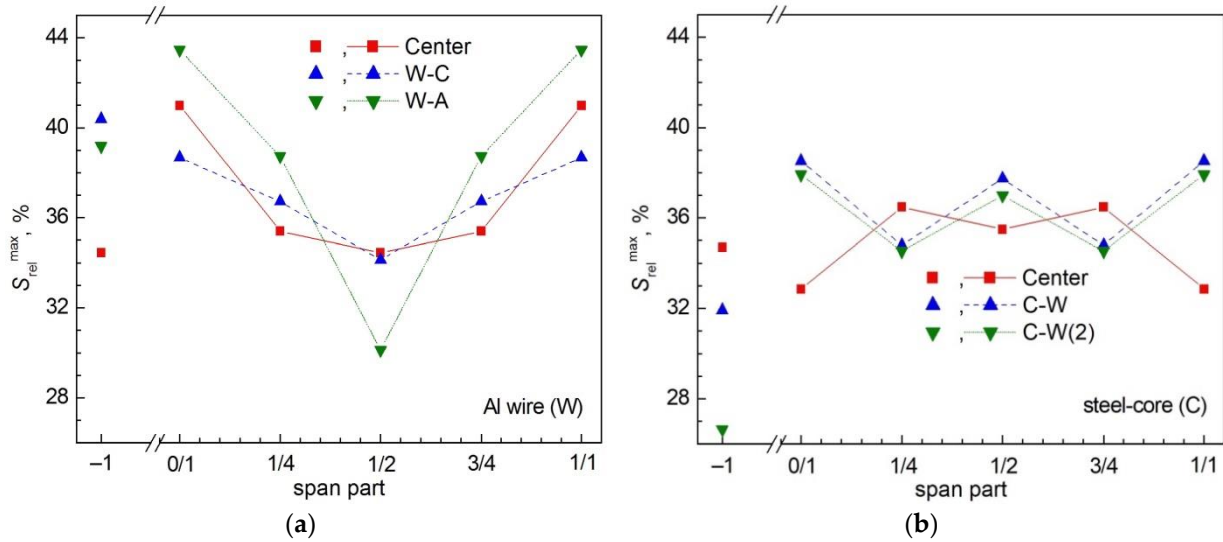 44
40
36
32
28
S_rel^max, %
■ ,─■─ Center
▲ ,--▲-- W-C
▼ ,···▼··· W-A
Al wire (W)
–1 0/1 1/4 1/2 3/4 1/1
span part
(a)
44
40
36
32
28
S_rel^max, %
■ ,─■─ Center
▲ ,--▲-- C-W
▼ ,···▼··· C-W(2)
steel-core (C)
–1 0/1 1/4 1/2 3/4 1/1
span part
(b)